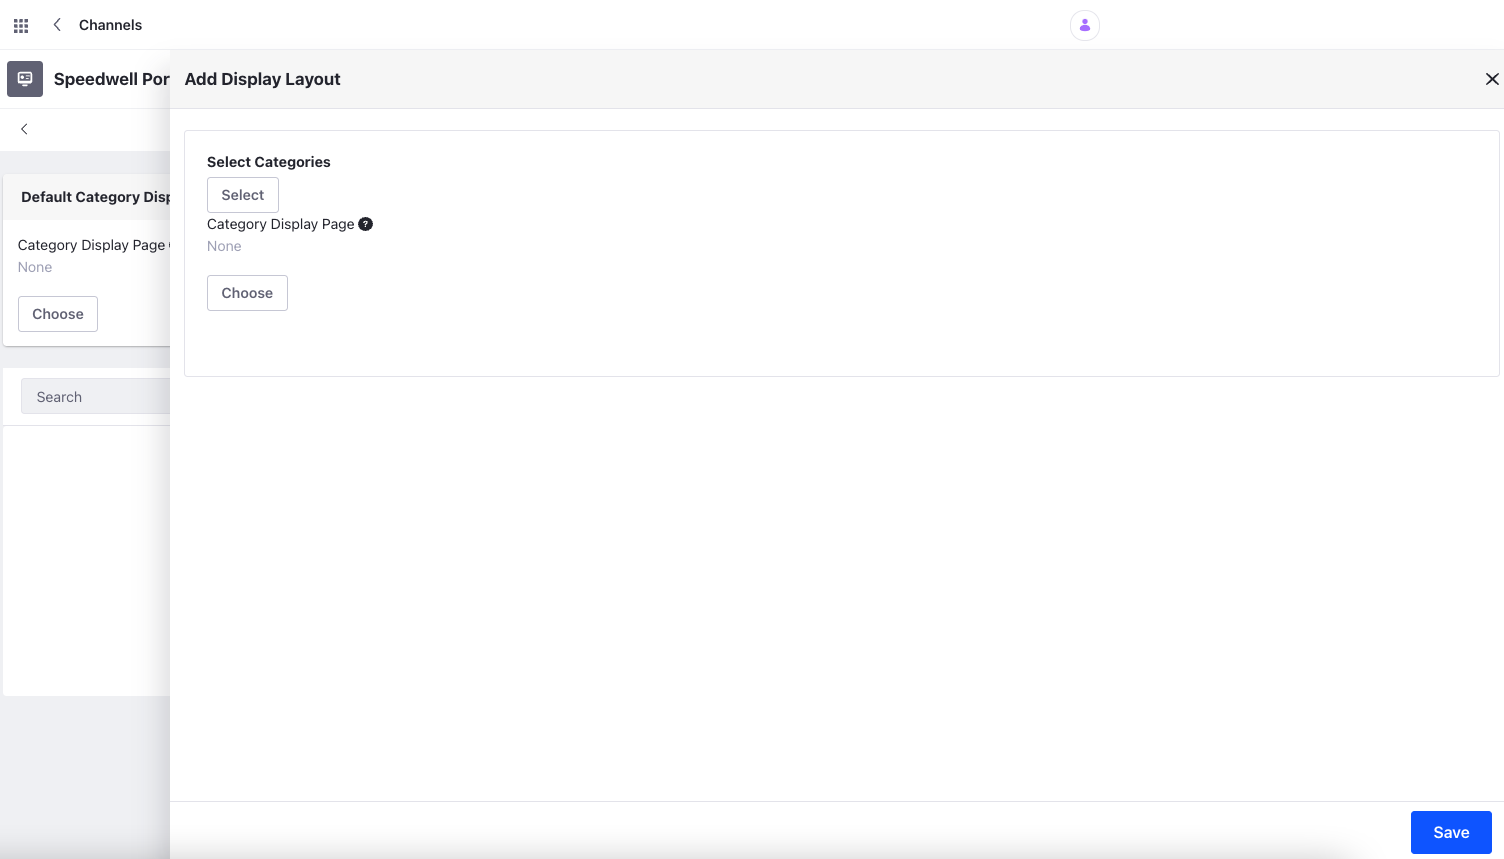 Channels
Speedwell Por
Add Display Layout
Default Category Disp
Category Display Page
None
Choose
Search
Select Categories
Select
Category Display Page
None
Choose
Save